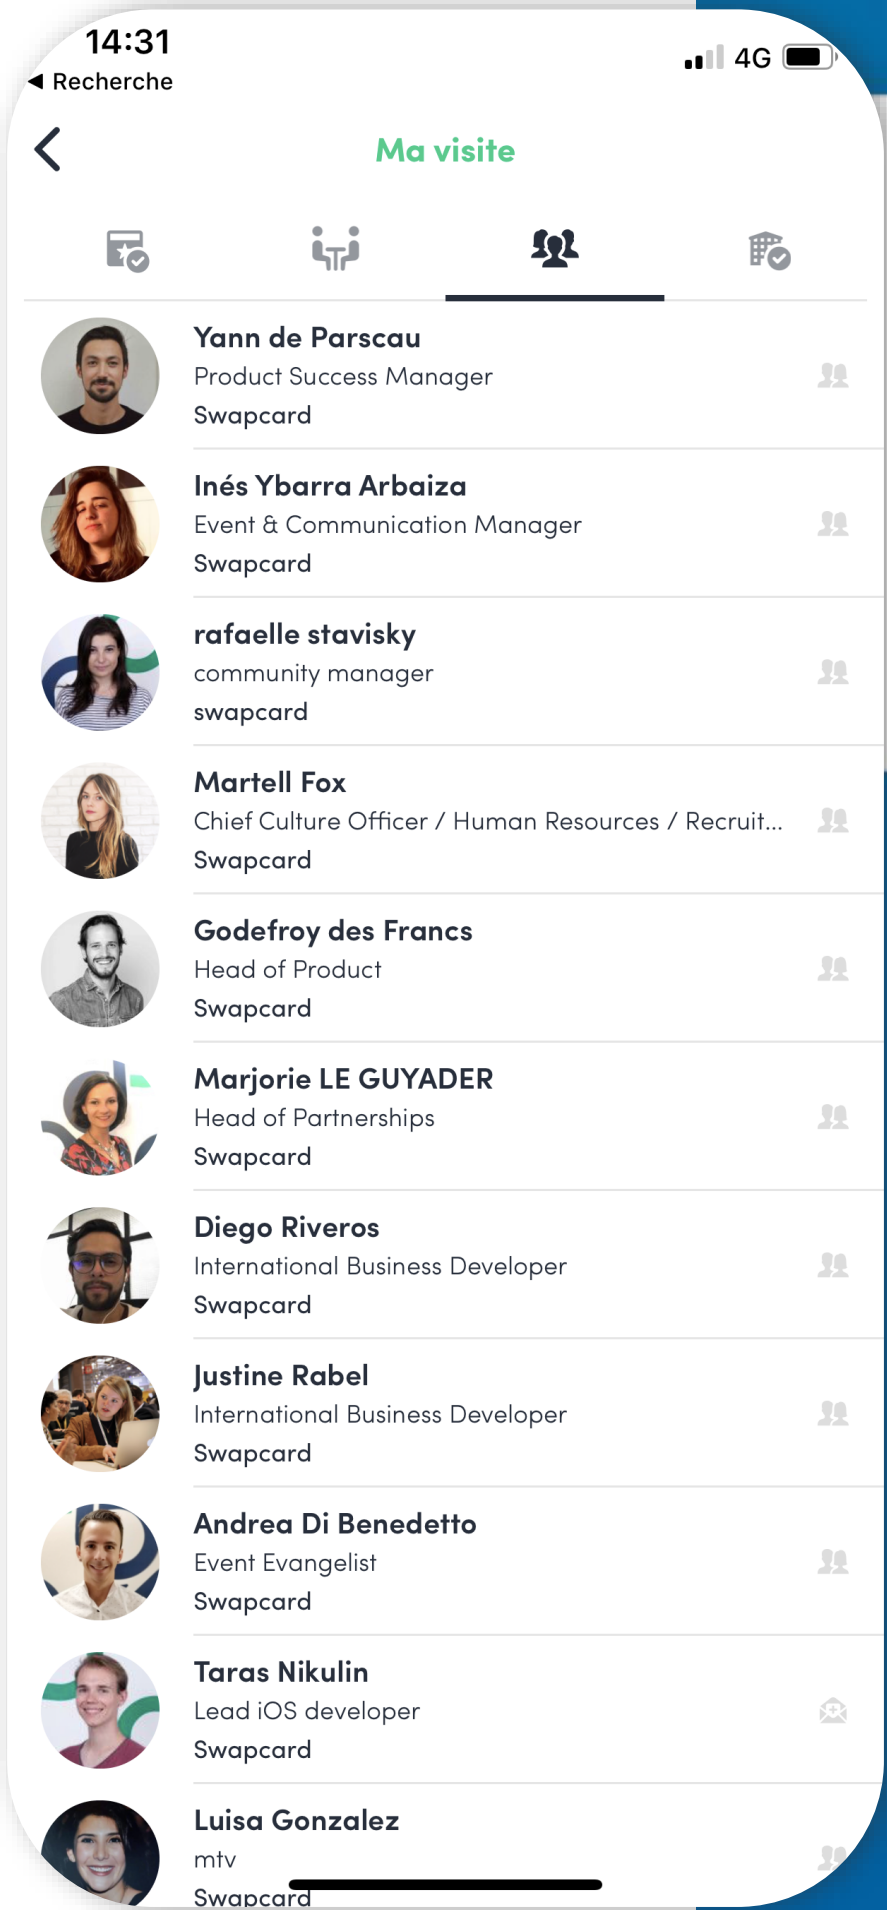 14:31
4G
◀ Recherche
Ma visite
Yann de Parscau
Product Success Manager
Swapcard
Inés Ybarra Arbaiza
Event & Communication Manager
Swapcard
rafaelle stavisky
community manager
swapcard
Martell Fox
Chief Culture Officer / Human Resources / Recruit...
Swapcard
Godefroy des Francs
Head of Product
Swapcard
Marjorie LE GUYADER
Head of Partnerships
Swapcard
Diego Riveros
International Business Developer
Swapcard
Justine Rabel
International Business Developer
Swapcard
Andrea Di Benedetto
Event Evangelist
Swapcard
Taras Nikulin
Lead iOS developer
Swapcard
Luisa Gonzalez
mtv
Swapcard